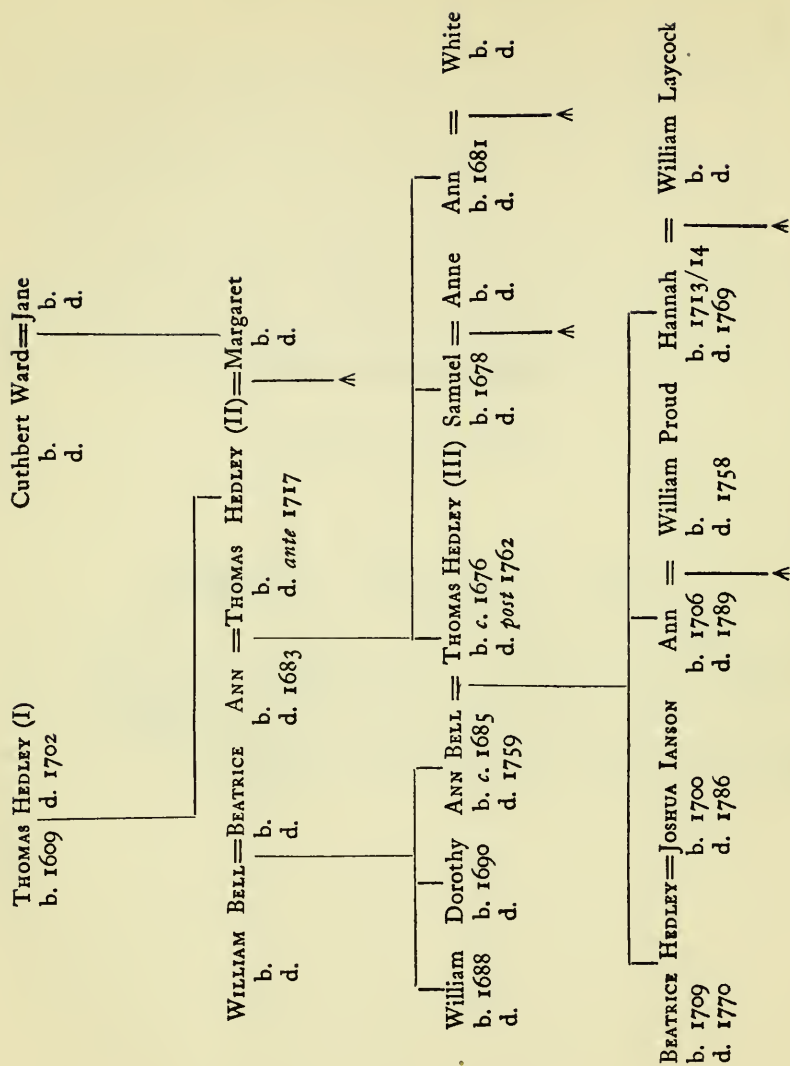 THOMAS HEDLEY (I)
b. 1609 d. 1702
Cuthbert Ward=Jane
b. b.
d. d.
WILLIAM BELL=BEATRICE
b. b.
d. d.
ANN =THOMAS HEDLEY (II)=Margaret
b. b. b.
d. 1683 d. ante 1717 d.
William
b. 1688
d.
Dorothy
b. 1690
d.
ANN BELL = THOMAS HEDLEY (III)
b. c. 1685 b. c. 1676
d. 1759 d. post 1762
Samuel = Anne
b. 1678 b.
d. d.
Ann = White
b. 1681 b.
d. d.
BEATRICE HEDLEY=JOSHUA IANSON
b. 1709 b. 1700
d. 1770 d. 1786
Ann = William Proud
b. 1706 b.
d. 1789 d. 1758
Hannah = William Laycock
b. 1713/14 b.
d. 1769 d.